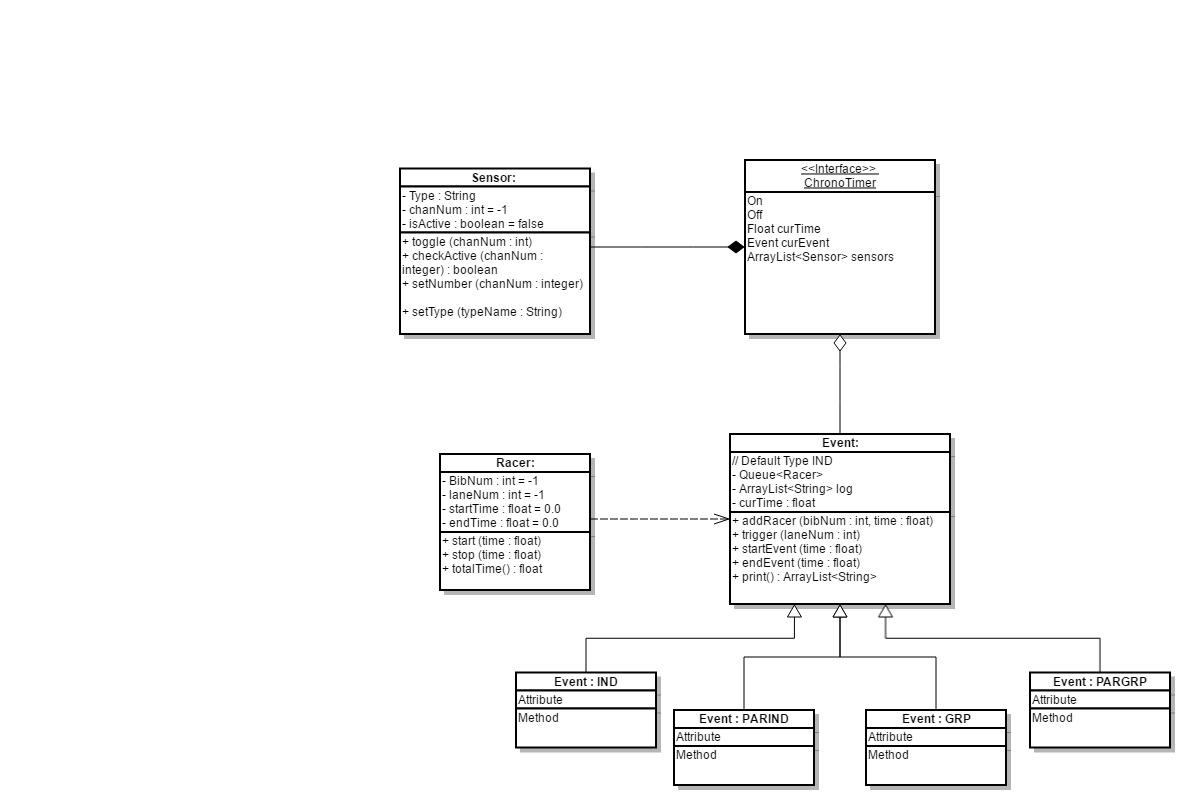 Sensor:
- Type : String
- chanNum : int = -1
- isActive : boolean = false
+ toggle (chanNum : int)
+ checkActive (chanNum :
integer) : boolean
+ setNumber (chanNum : integer)
+ setType (typeName : String)
<<Interface>>
ChronoTimer
On
Off
Float curTime
Event curEvent
ArrayList<Sensor> sensors
Racer:
- BibNum : int = -1
- laneNum : int = -1
- startTime : float = 0.0
- endTime : float = 0.0
+ start (time : float)
+ stop (time : float)
+ totalTime() : float
Event:
// Default Type IND
- Queue<Racer>
- ArrayList<String> log
- curTime : float
+ addRacer (bibNum : int, time : float)
+ trigger (laneNum : int)
+ startEvent (time : float)
+ endEvent (time : float)
+ print() : ArrayList<String>
Event : IND
Attribute
Method
Event : PARIND
Attribute
Method
Event : GRP
Attribute
Method
Event : PARGRP
Attribute
Method